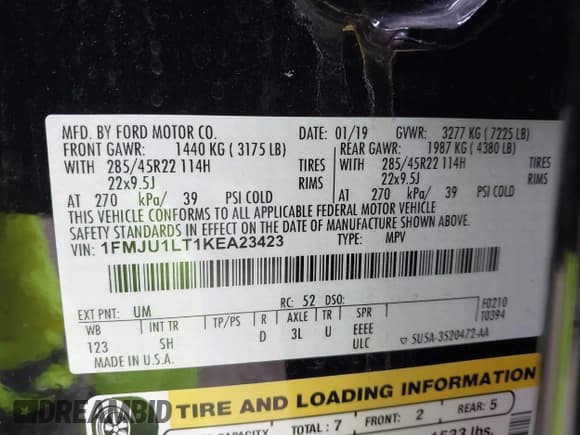 MFD. BY FORD MOTOR CO. DATE: 01/19 GVWR: 3277 KG ( 7225 LB)
FRONT GAWR: 1440 KG ( 3175 LB) REAR GAWR: 1987 KG ( 4380 LB)
WITH 285/45R22 114H TIRES WITH 285/45R22 114H TIRES
22x9.5J RIMS 22x9.5J RIMS
AT 270 kPa/ 39 PSI COLD AT 270 kPa/ 39 PSI COLD
THIS VEHICLE CONFORMS TO ALL APPLICABLE FEDERAL MOTOR VEHICLE
SAFETY STANDARDS IN EFFECT ON THE DATE OF MANUFACTURE SHOWN ABOVE.
VIN: 1FMJU1LT1KEA23423 TYPE: MPV
EXT PNT: UM RC: 52 DSO: F0210
WB INT TR TP/PS R AXLE TR SPR T0394
123 SH D 3L U EEEE
ULC
MADE IN U.S.A. ▽ 5U5A-3520472-AA
TIRE AND LOADING INFORMATION
SEATING CAPACITY TOTAL : 7 FRONT: 2 REAR: 5
lbs.
DREAMBID